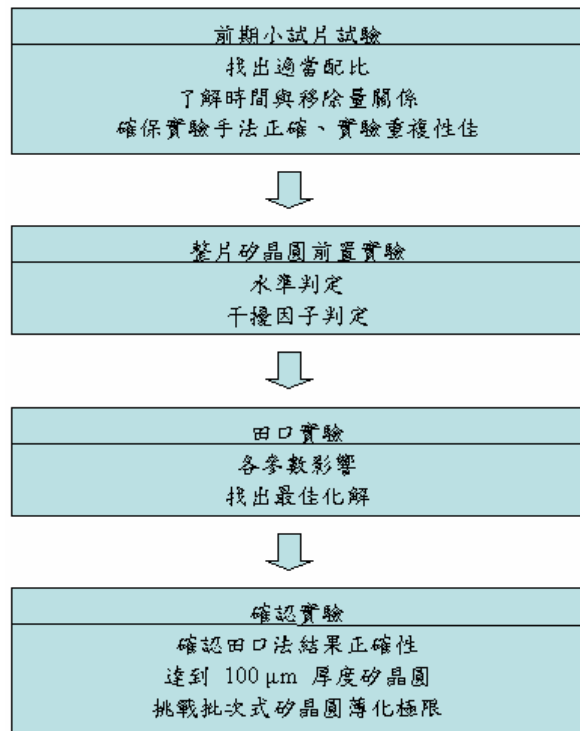 前期小試片試驗
找出適當配比
了解時間與移除量關係
確保實驗手法正確、實驗重複性佳
整片矽晶圓前置實驗
水準判定
干擾因子判定
田口實驗
各參數影響
找出最佳化解
確認實驗
確認田口法結果正確性
達到 100 μm 厚度矽晶圓
挑戰批次式矽晶圓薄化極限